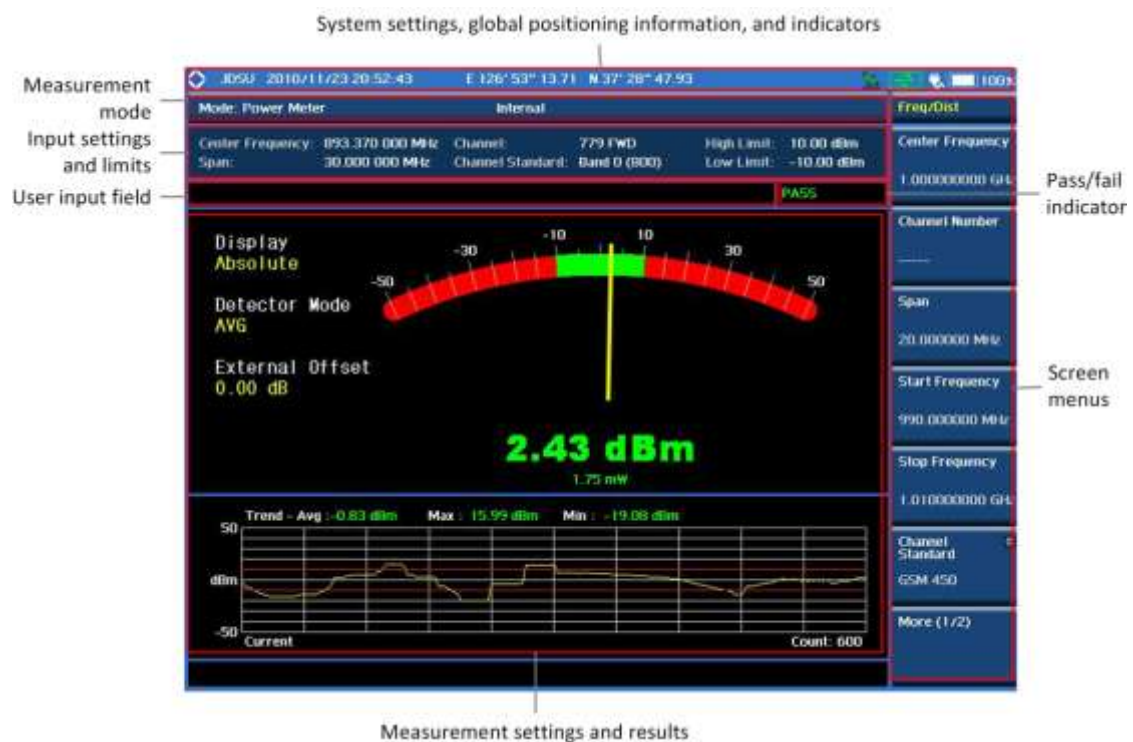 System settings, global positioning information, and indicators
Measurement
mode
Input settings
and limits
User input field
JDSU 2010/11/23 20:52:43 E 126° 53" 13.71 N 37° 28" 47.93
100%
Mode: Power Meter Internal
Center Frequency: 893.370 000 MHz Channel: 779 FWD High Limit: 10.00 dBm
Span: 30.000 000 MHz Channel Standard: Band 0 (800) Low Limit: -10.00 dBm
PASS
Display
Absolute
Detector Mode
AVG
External Offset
0.00 dB
-50 -30 -10 10 30 50
2.43 dBm
1.75 mW
Trend - Avg :-0.83 dBm Max : 15.99 dBm Min : -19.08 dBm
50
dBm
-50
Current Count: 600
Freq/Dist
Center Frequency
1.000000000 GHz
Channel Number
------
Span
20.000000 MHz
Start Frequency
990.000000 MHz
Stop Frequency
1.010000000 GHz
Channel
Standard
GSM 450
More (1/2)
Pass/fail
indicator
Screen
menus
Measurement settings and results